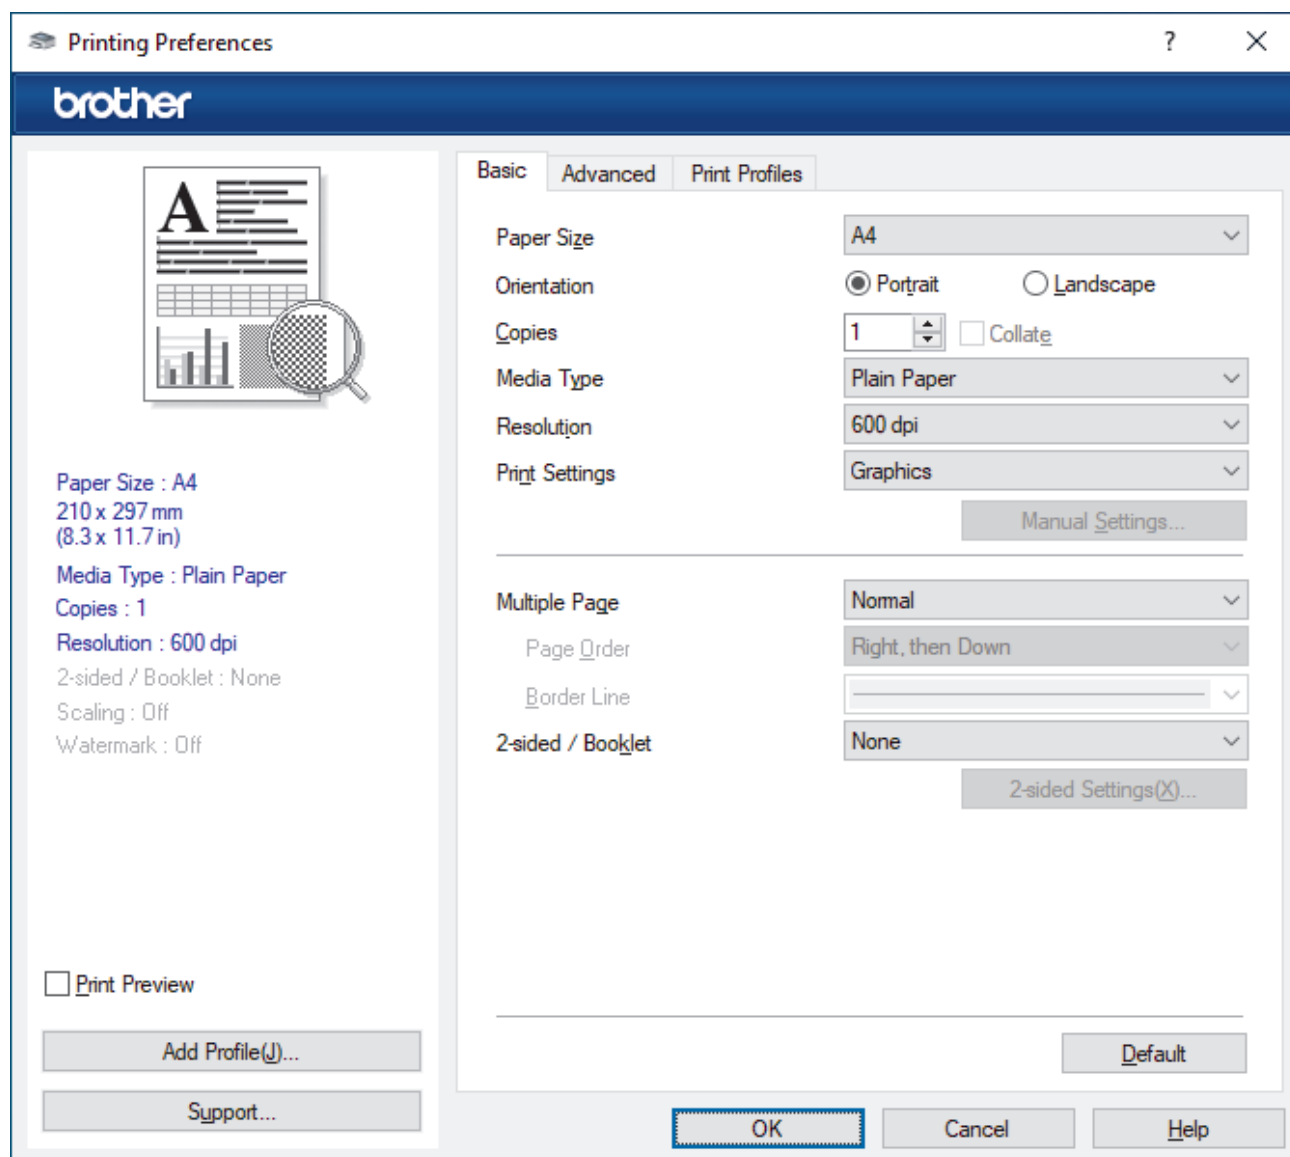 Printing Preferences
?
brother
A
Paper Size : A4
210 x 297 mm
(8.3 x 11.7 in)
Media Type : Plain Paper
Copies : 1
Resolution : 600 dpi
2-sided / Booklet : None
Scaling : Off
Watermark : Off
Print Preview
Add Profile(J)...
Support...
Basic Advanced Print Profiles
Paper Size A4
Orientation Portrait Landscape
Copies 1 Collate
Media Type Plain Paper
Resolution 600 dpi
Print Settings Graphics
Manual Settings...
Multiple Page Normal
Page Order Right, then Down
Border Line
2-sided / Booklet None
2-sided Settings(X)...
Default
OK Cancel Help